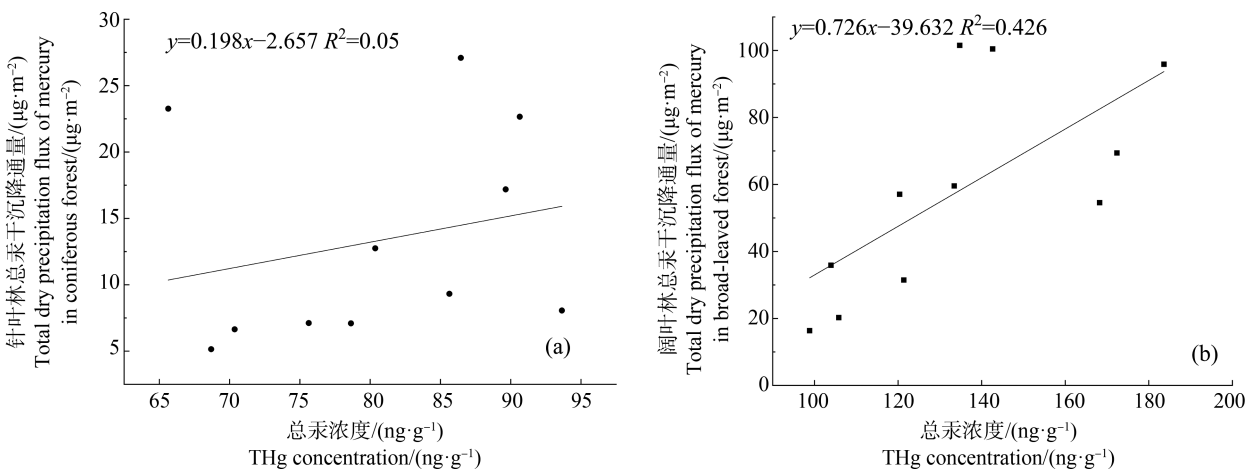 y=0.198x−2.657 R²=0.05
30
25
20
15
10
5
65 70 75 80 85 90 95
针叶林总汞干沉降通量/(μg·m⁻²)
Total dry precipitation flux of mercury
in coniferous forest/(μg·m⁻²)
(a)
总汞浓度/(ng·g⁻¹)
THg concentration/(ng·g⁻¹)
y=0.726x−39.632 R²=0.426
100
80
60
40
20
0
100 120 140 160 180 200
阔叶林总汞干沉降通量/(μg·m⁻²)
Total dry precipitation flux of mercury
in broad-leaved forest/(μg·m⁻²)
(b)
总汞浓度/(ng·g⁻¹)
THg concentration/(ng·g⁻¹)